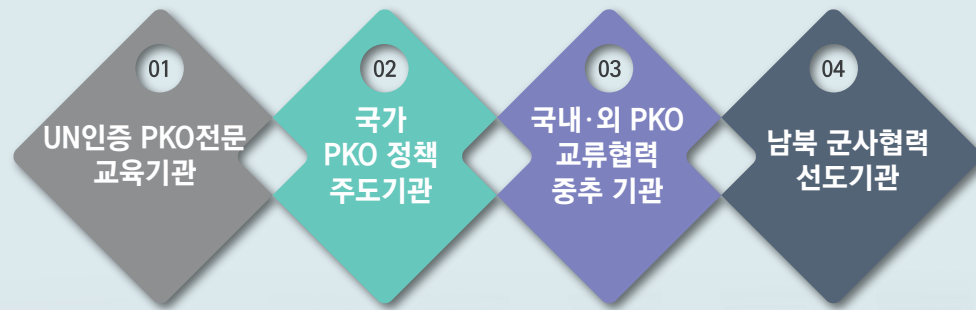 01
UN인증 PKO전문
교육기관
02
국가
PKO 정책
주도기관
03
국내·외 PKO
교류협력
중추 기관
04
남북 군사협력
선도기관